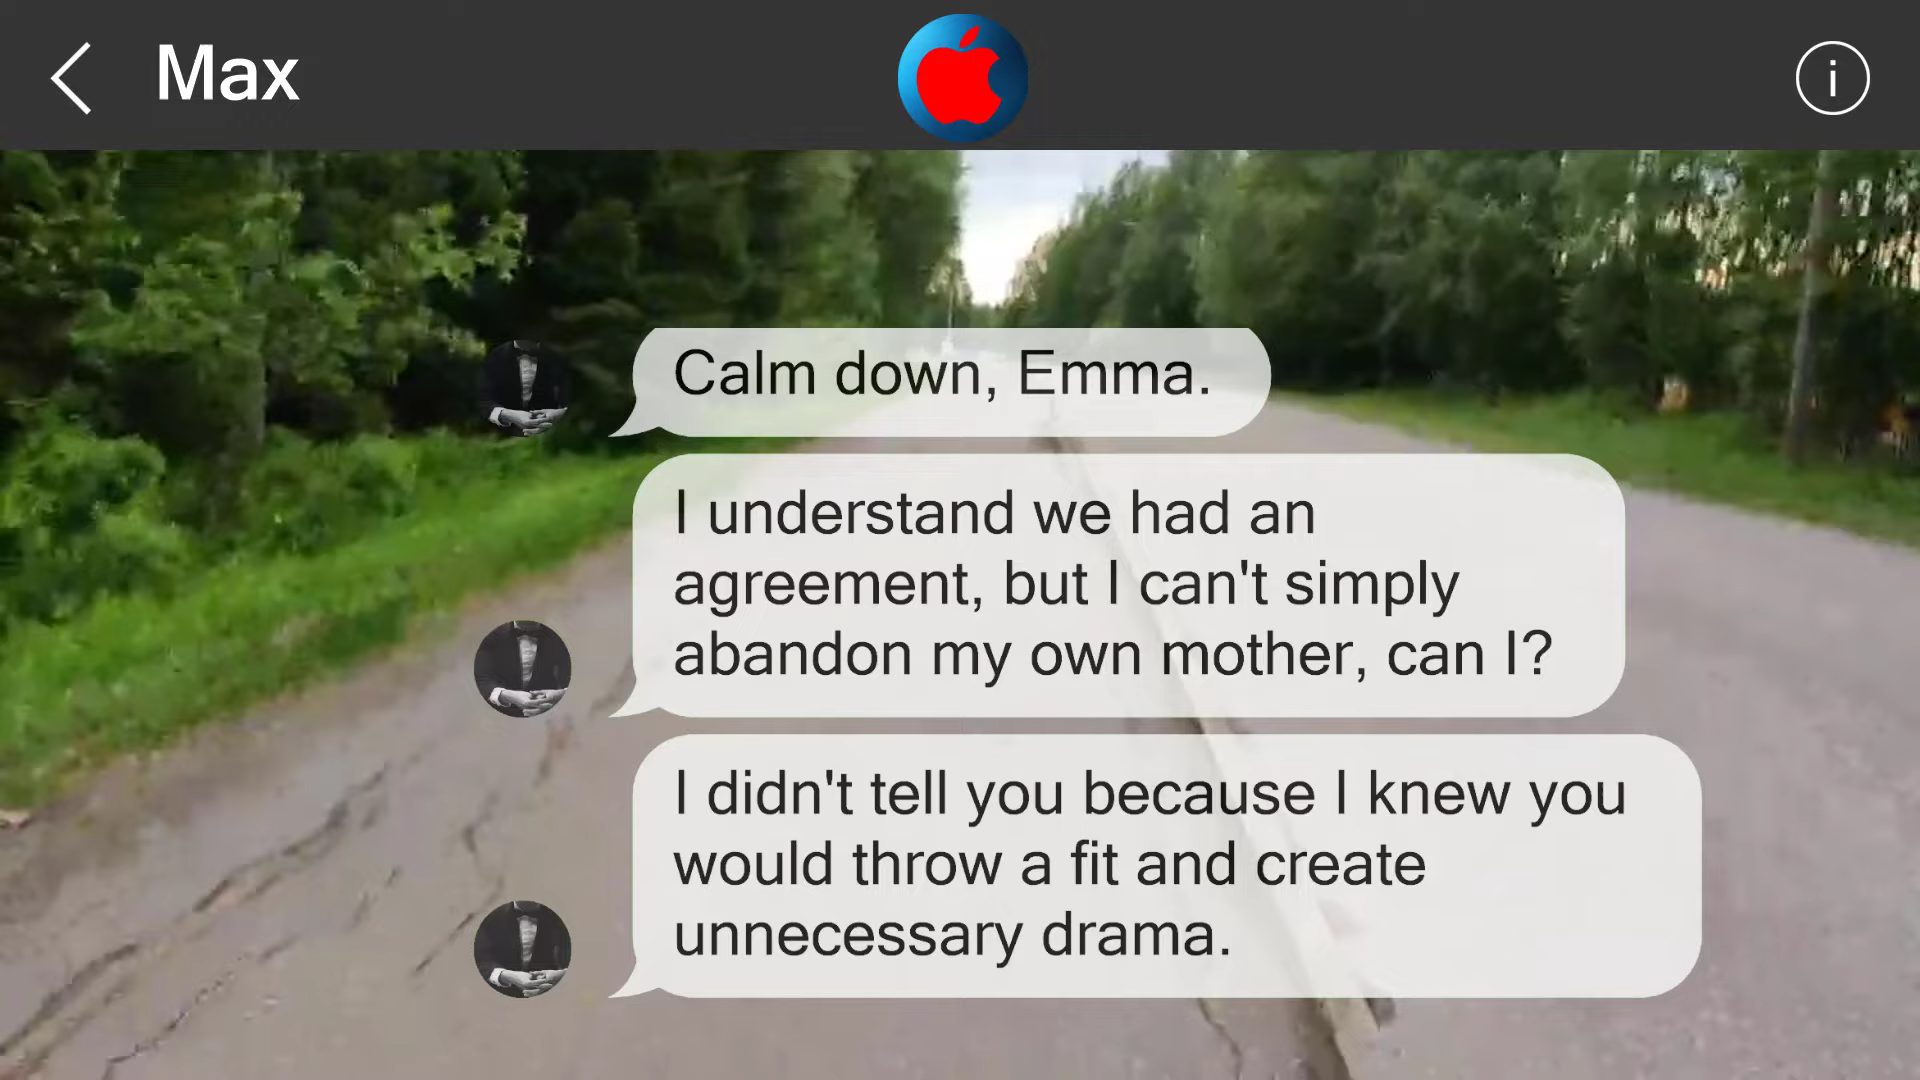 Max
i
Calm down, Emma.
I understand we had an
agreement, but I can't simply
abandon my own mother, can I?
I didn't tell you because I knew you
would throw a fit and create
unnecessary drama.